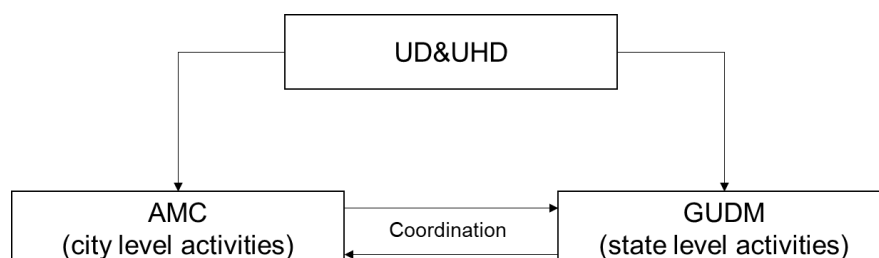 UD&UHD
AMC
(city level activities)
Coordination
GUDM
(state level activities)